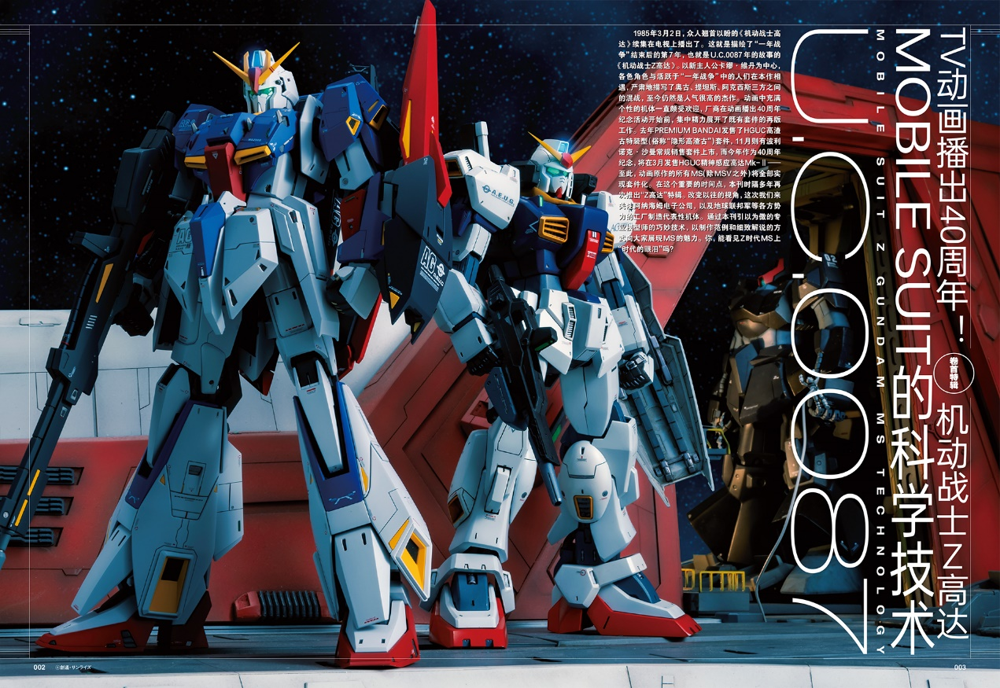 TV动画播出40周年！ 卷首特辑 机动战士Z高达
MOBILE SUIT的科学技术
MOBILE SUIT Z GUNDAM MS TECHNOLOGY
U.C.0087
1985年3月2日，众人翘首以盼的《机动战士高
达》续集在电视上播出了。这就是描绘了“一年战
争”结束后的第7年，也就是U.C.0087年的故事的
《机动战士Z高达》。以新主人公卡缪·维丹为中心，
各色角色与活跃于“一年战争”中的人们在本作相
遇，严肃地描写了奥古、提坦斯、阿克西斯三方之间
的混战，至今仍然是人气很高的杰作。动画中充满
个性的机体一直颇受欢迎，厂商在动画播出40周年
纪念活动开始前，集中精力展开了既有套件的再版
工作。去年PREMIUM BANDAI发售了HGUC高渣
古特装型(俗称“隐形高渣古”)套件，11月则有波利
诺克·沙曼常规销售套件上市，而今年作为40周年
纪念，将在3月发售HGUC精神感应高达Mk-Ⅱ——
至此，动画原作的所有MS(除MSV之外)将全部实
现套件化。在这个重要的时间点，本刊时隔多年再
次推出“Z高达”特辑。改变以往的视角，这次我们来
关注阿纳海姆电子公司，以及地球联邦军等各方势
力的工厂制造代表性机体。通过本刊引以为傲的专
业模型师的巧妙技术，以制作范例和细致解说的方
式向大家展现MS的魅力。你，能看见Z时代MS上
“时代的眼泪”吗？
A.E.U.G.
02
002
©創通・サンライズ
003